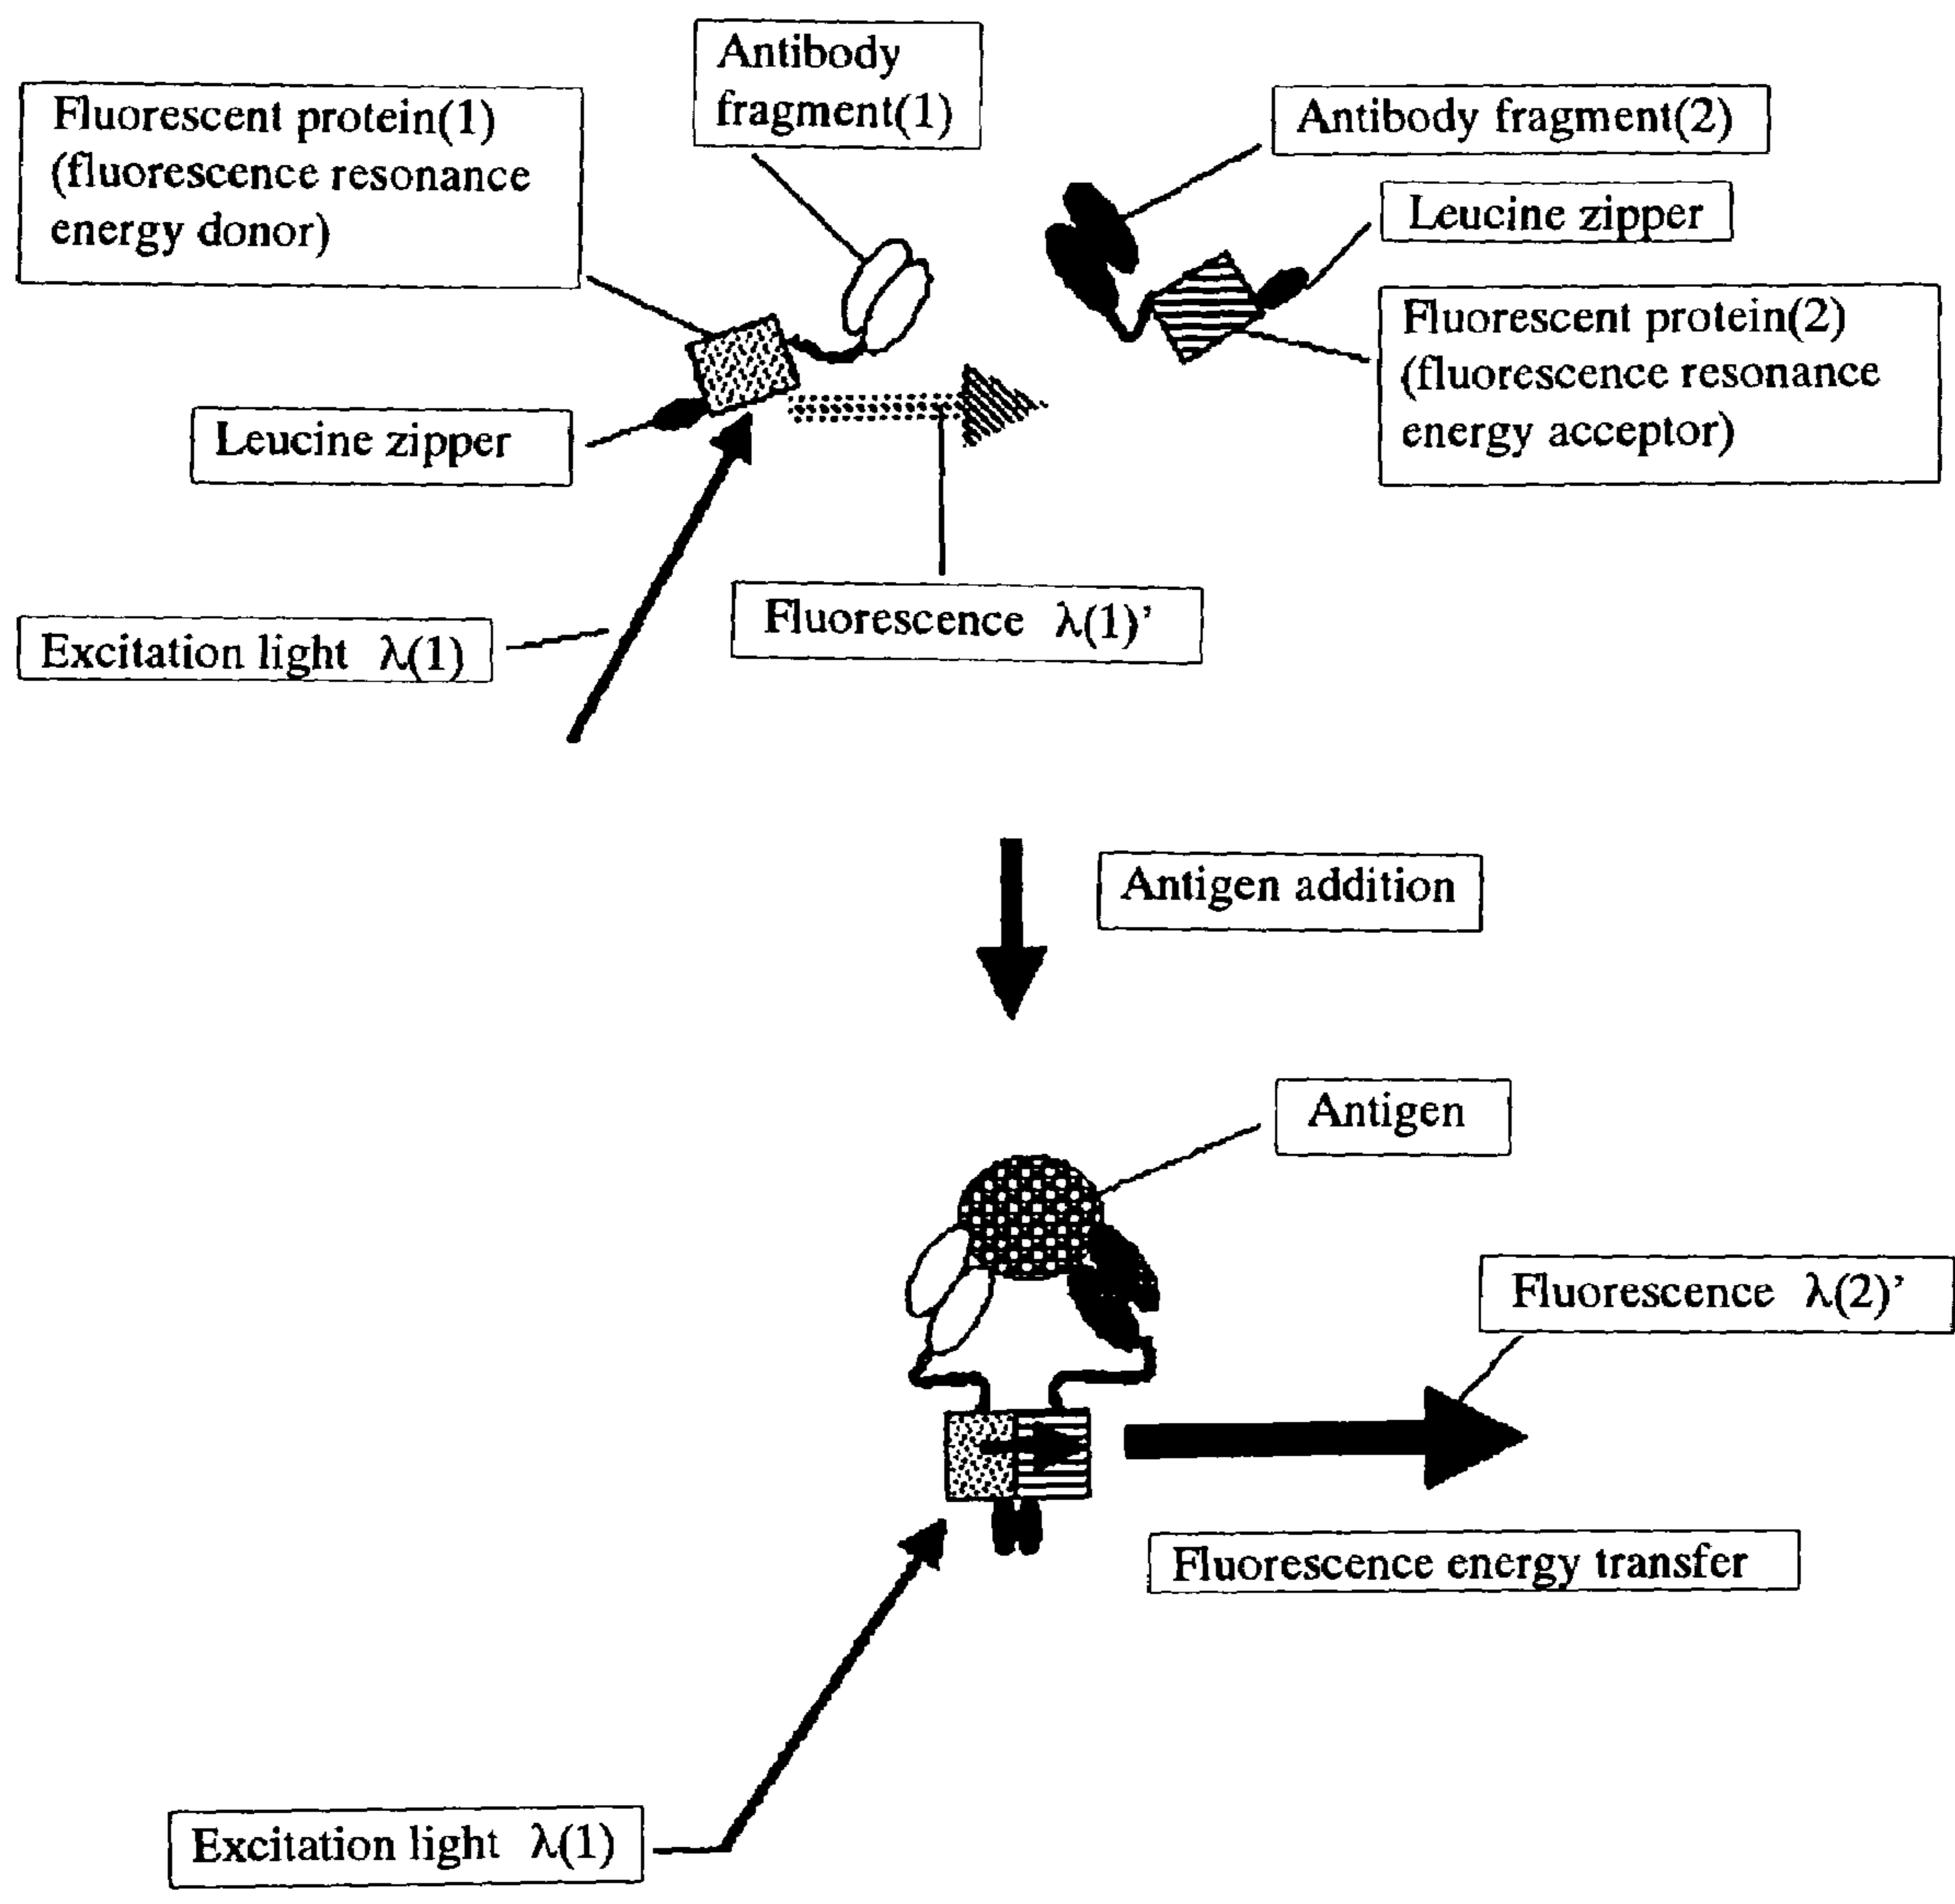 Antibody
fragment(1)
Fluorescent protein(1)
(fluorescence resonance
energy donor)
Antibody fragment(2)
Leucine zipper
Fluorescent protein(2)
(fluorescence resonance
energy acceptor)
Leucine zipper
Excitation light λ(1)
Fluorescence λ(1)’
Antigen addition
Antigen
Fluorescence λ(2)’
Fluorescence energy transfer
Excitation light λ(1)